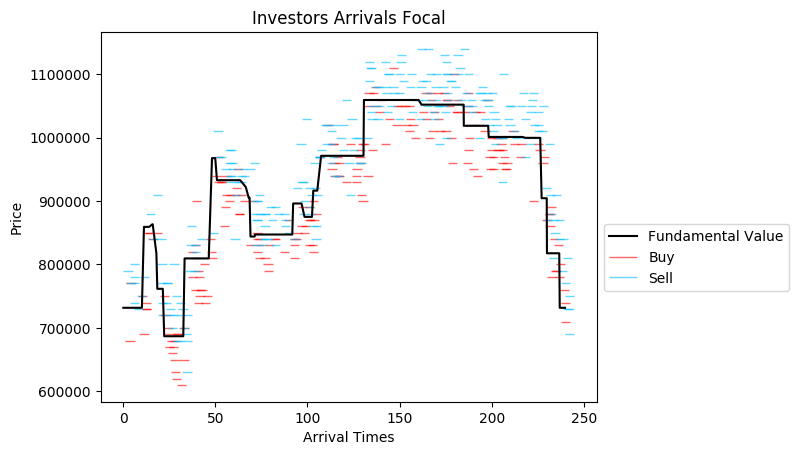 Investors Arrivals Focal
Price
1100000
1000000
900000
800000
700000
600000
0 50 100 150 200 250
Arrival Times
Fundamental Value
Buy
Sell